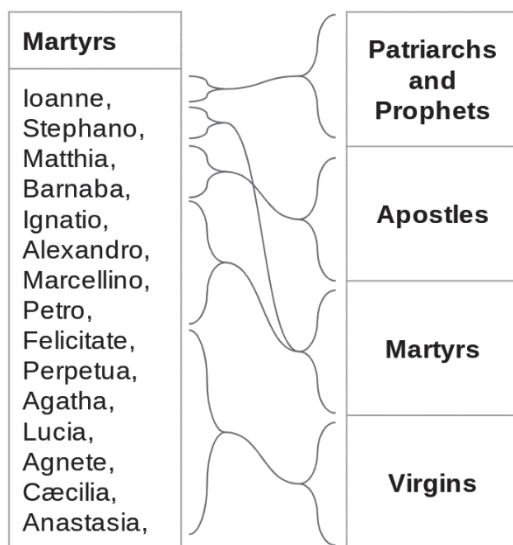 Martyrs
Ioanne,
Stephano,
Matthia,
Barnaba,
Ignatio,
Alexandro,
Marcellino,
Petro,
Felicitate,
Perpetua,
Agatha,
Lucia,
Agnete,
Cæcilia,
Anastasia,
Patriarchs
and
Prophets
Apostles
Martyrs
Virgins